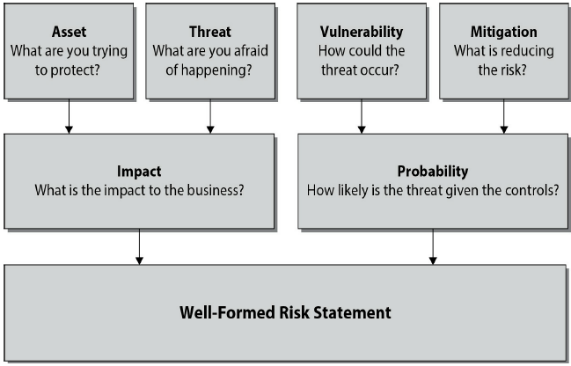 Asset
What are you trying
to protect?
Threat
What are you afraid
of happening?
Vulnerability
How could the
threat occur?
Mitigation
What is reducing
the risk?
Impact
What is the impact to the business?
Probability
How likely is the threat given the controls?
Well-Formed Risk Statement